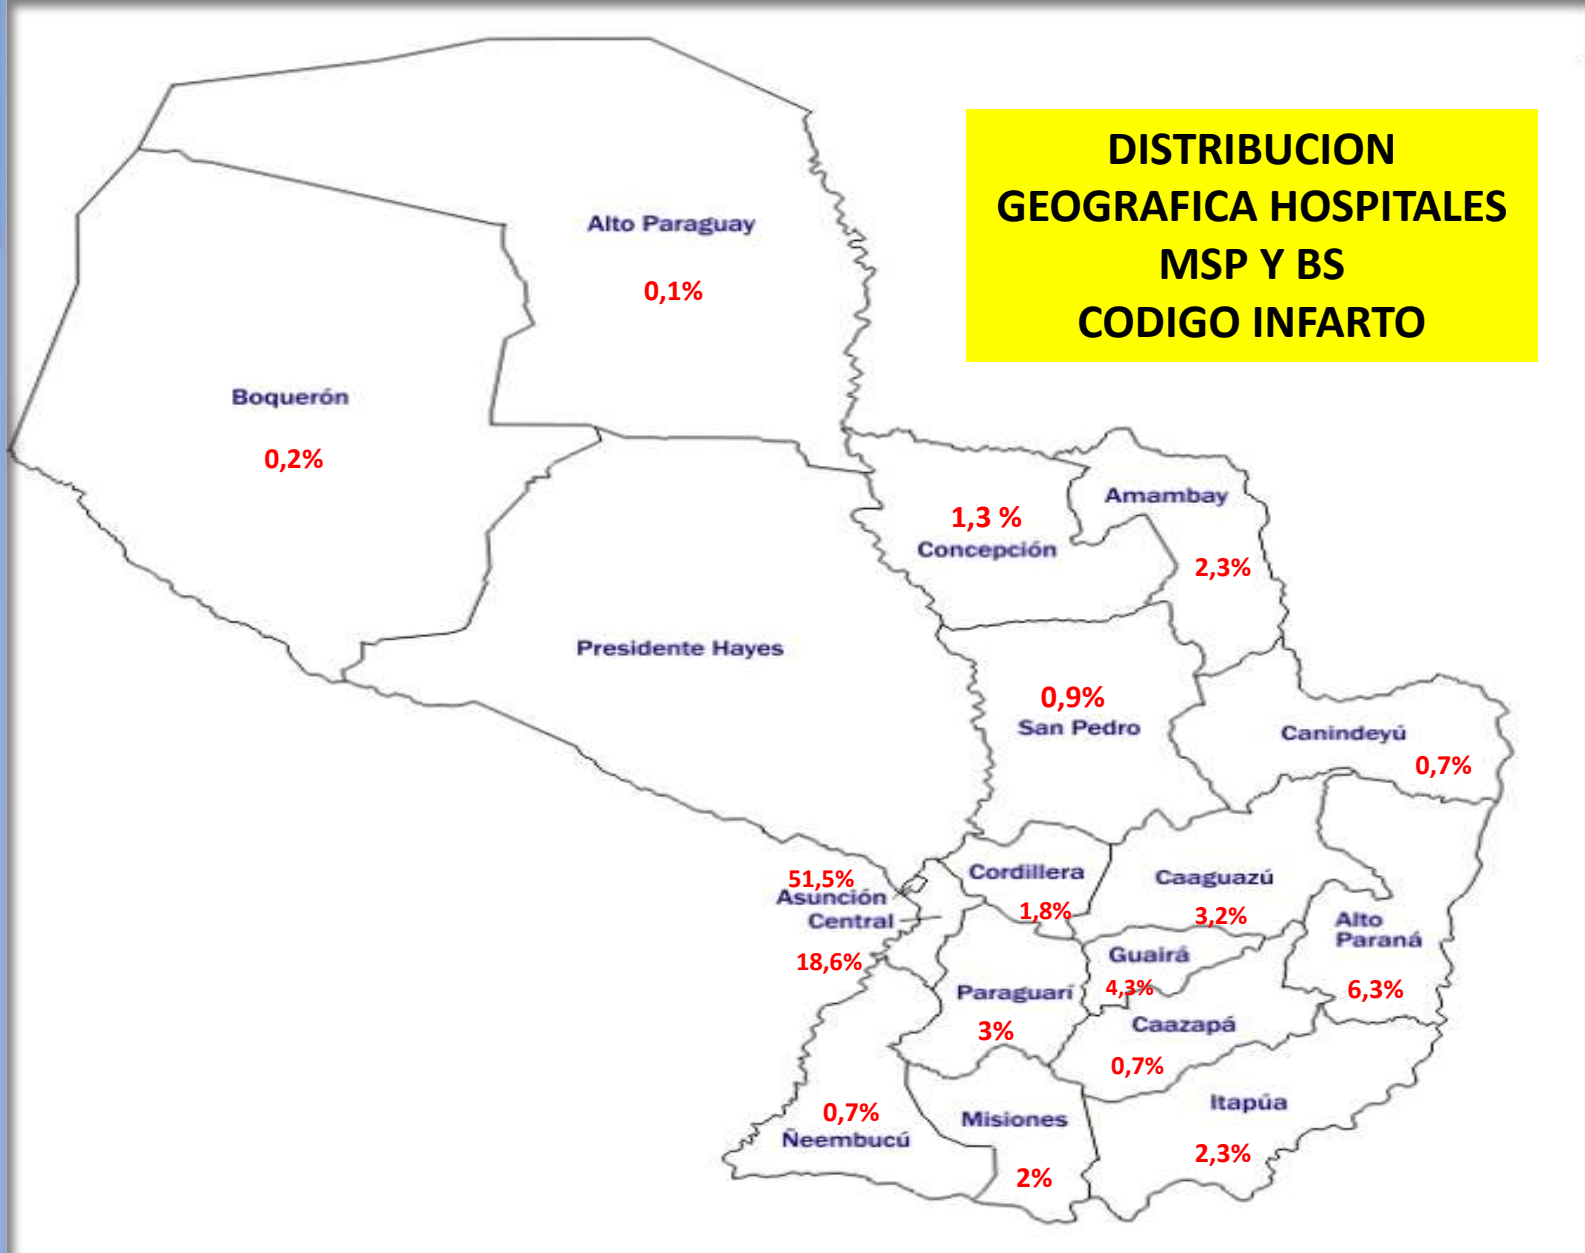 DISTRIBUCION
GEOGRAFICA HOSPITALES
MSP Y BS
CODIGO INFARTO
Alto Paraguay
0,1%
Boquerón
0,2%
Amambay
2,3%
1,3 %
Concepción
Presidente Hayes
0,9%
San Pedro
Canindeyú
0,7%
51,5%
Asunción
Central
18,6%
Cordillera
1,8%
Caaguazú
3,2%
Alto
Paraná
6,3%
Guairá
4,3%
Paraguarí
3%
Caazapá
0,7%
Itapúa
2,3%
0,7%
Ñeembucú
Misiones
2%